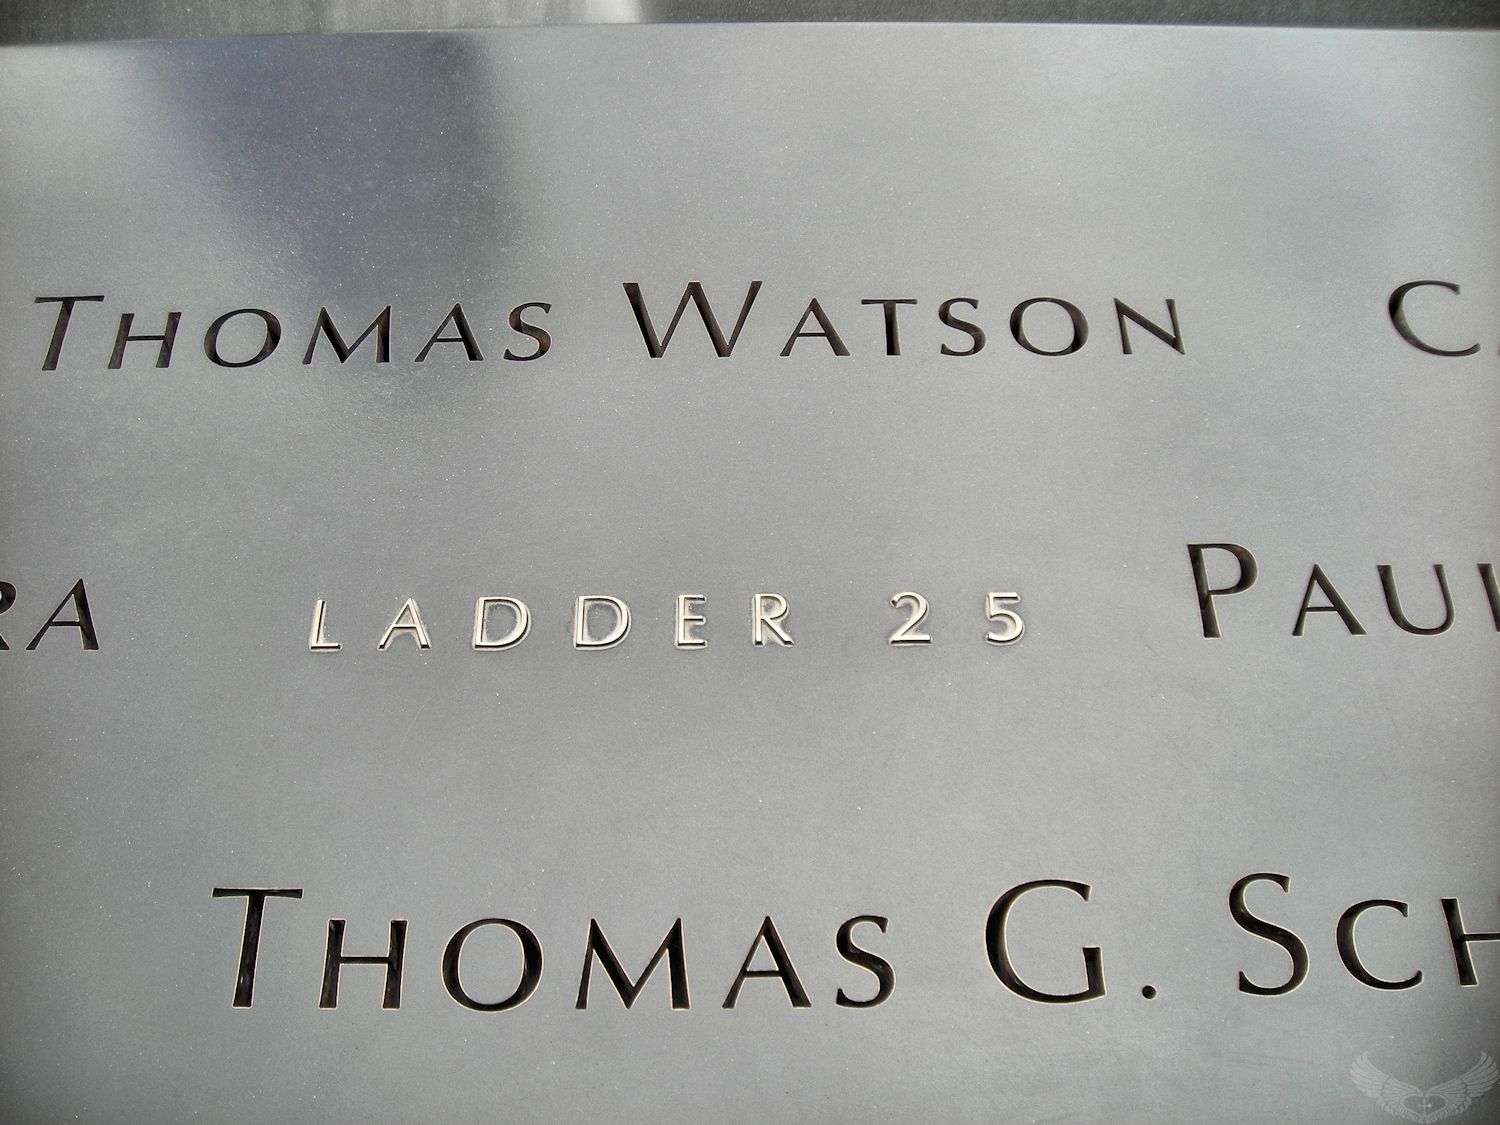 THOMAS WATSON
LADDER 25
THOMAS G.